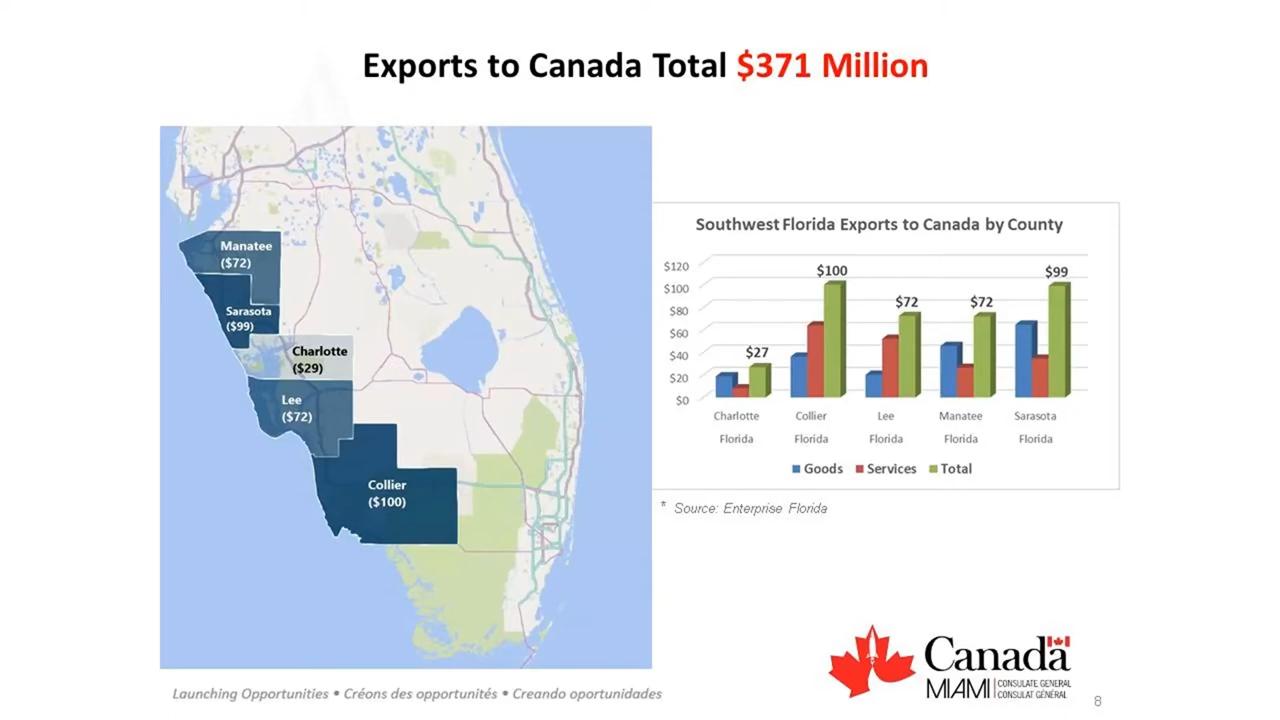 Exports to Canada Total $371 Million
Manatee
($72)
Sarasota
($99)
Charlotte
($29)
Lee
($72)
Collier
($100)
Southwest Florida Exports to Canada by County
$120
$100
$80
$60
$40
$20
$0
$27
$100
$72
$72
$99
Charlotte Collier Lee Manatee Sarasota
Florida Florida Florida Florida Florida
Goods Services Total
* Source: Enterprise Florida
Canada
MIAMI CONSULATE GENERAL
CONSULAT GÉNÉRAL
Launching Opportunities • Créons des opportunités • Creando oportunidades
8